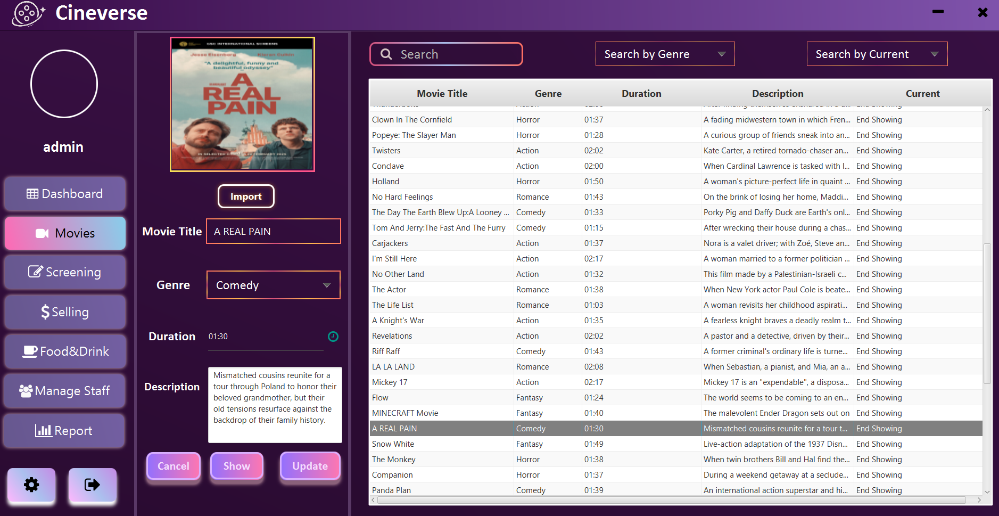 Cineverse
admin
Dashboard
Movies
Screening
Selling
Food&Drink
Manage Staff
Report
GSC INTERNATIONAL SCREENS
Jesse Eisenberg Kieran Culkin
"A delightful, funny and
beautiful odyssey"
A
REAL
PAIN
Import
Movie Title A REAL PAIN
Genre Comedy
Duration 01:30
Description
Mismatched cousins reunite for a
tour through Poland to honor their
beloved grandmother, but their
old tensions resurface against the
backdrop of their family history.
Cancel Show Update
Search Search by Genre Search by Current
Movie Title Genre Duration Description Current
Clown In The Cornfield Horror 01:37 A fading midwestern town in which Fren... End Showing
Popeye: The Slayer Man Horror 01:28 A curious group of friends sneak into an... End Showing
Twisters Action 02:02 Kate Carter, a retired tornado-chaser an... End Showing
Conclave Action 02:00 When Cardinal Lawrence is tasked with l... End Showing
Holland Horror 01:50 A woman's picture-perfect life in quaint ... End Showing
No Hard Feelings Romance 01:43 On the brink of losing her home, Maddi... End Showing
The Day The Earth Blew Up:A Looney ... Comedy 01:33 Porky Pig and Daffy Duck are Earth's onl... End Showing
Tom And Jerry:The Fast And The Furry Comedy 01:15 After wrecking their house during a chas... End Showing
Carjackers Action 01:37 Nora is a valet driver; with Zoé, Steve an... End Showing
I'm Still Here Action 02:17 A woman married to a former politician ... End Showing
No Other Land Action 01:32 This film made by a Palestinian-Israeli c... End Showing
The Actor Romance 01:38 When New York actor Paul Cole is beate... End Showing
The Life List Romance 01:03 A woman revisits her childhood aspirati... End Showing
A Knight's War Action 01:35 A fearless knight braves a deadly realm t... End Showing
Revelations Action 02:02 A pastor and a detective, driven by their... End Showing
Riff Raff Comedy 01:43 A former criminal's ordinary life is turne... End Showing
LA LA LAND Romance 02:08 When Sebastian, a pianist, and Mia, an a... End Showing
Mickey 17 Action 02:17 Mickey 17 is an "expendable", a disposa... End Showing
Flow Fantasy 01:24 The world seems to be coming to an en... End Showing
MINECRAFT Movie Fantasy 01:40 The malevolent Ender Dragon sets out on End Showing
A REAL PAIN Comedy 01:30 Mismatched cousins reunite for a tour t... End Showing
Snow White Fantasy 01:49 Live-action adaptation of the 1937 Disn... End Showing
The Monkey Horror 01:38 When twin brothers Bill and Hal find the... End Showing
Companion Horror 01:37 During a weekend getaway at a seclude... End Showing
Panda Plan Comedy 01:39 An international action superstar and hi... End Showing